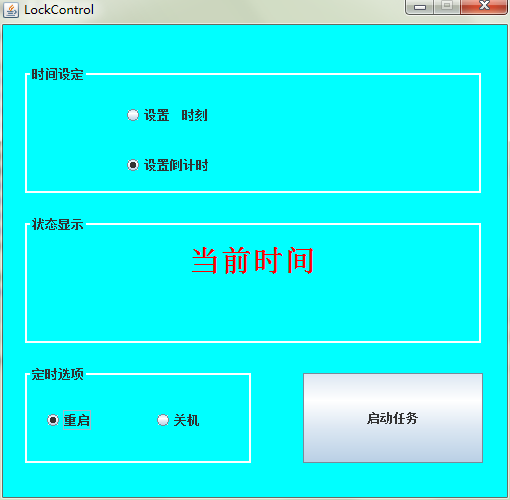 LockControl
时间设定
设置 时刻
设置倒计时
状态显示
当前时间
定时选项
重启 关机
启动任务